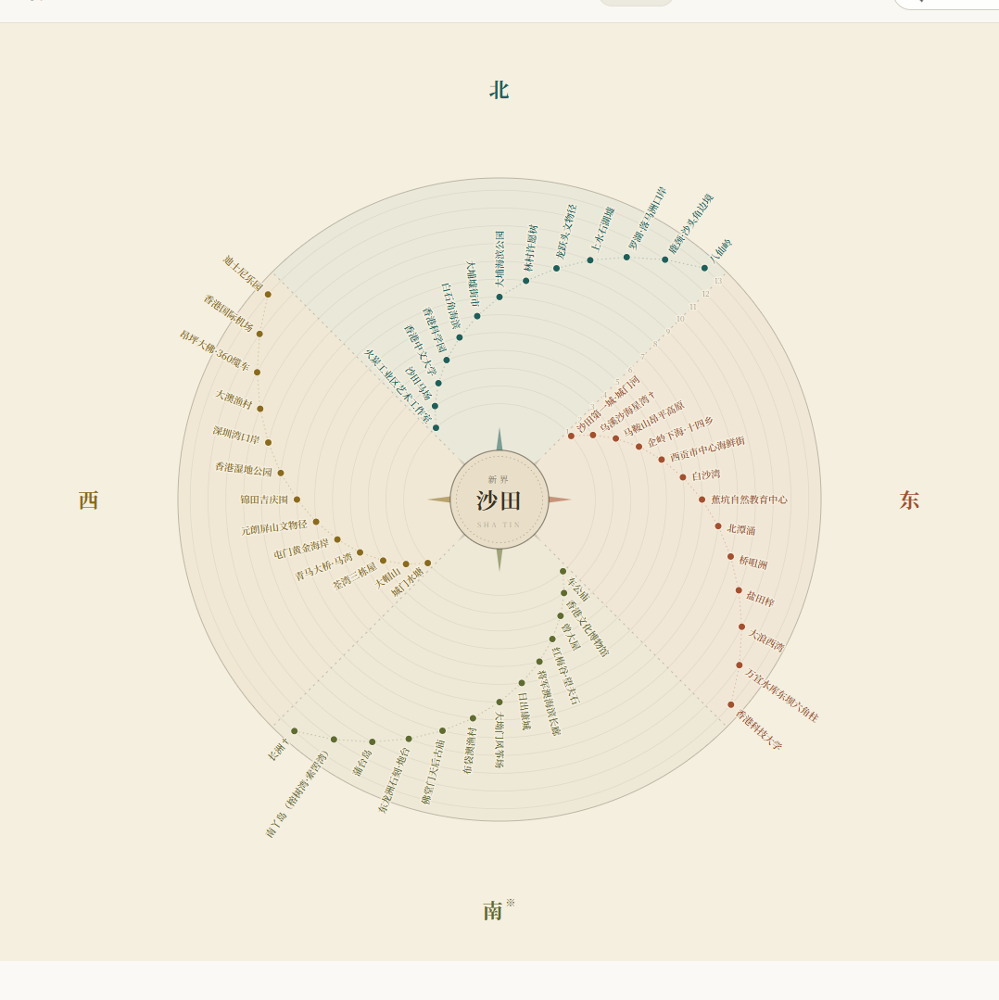 北
火炭工业区艺术工作室
沙田马场
香港中文大学
香港科学园
白石角海滨
大埔墟街市
大埔海滨公园
林村许愿树
龙跃头文物径
上水石湖墟
罗湖·落马洲口岸
鹿颈·沙头角边境
八仙岭
13
12
11
10
9
8
7
6
5
4
3
1
沙田第一城·城门河
乌溪沙海星湾†
马鞍山昂平高原
企岭下海·十四乡
西贡市中心海鲜街
白沙湾
蕉坑自然教育中心
北潭涌
桥咀洲
盐田梓
大浪西湾
万宜水库东坝六角柱
香港科技大学
东
新界
沙田
SHA TIN
车公庙
香港文化博物馆
曾大屋
红梅谷·望夫石
将军澳海滨长廊
日出康城
大坳门风筝场
布袋澳渔村
佛堂门天后古庙
东龙洲石刻·炮台
蒲台岛
南丫岛（榕树湾·索罟湾）
长洲†
南※
城门水塘
大帽山
荃湾三栋屋
青马大桥·马湾
屯门黄金海岸
元朗屏山文物径
锦田吉庆围
香港湿地公园
深圳湾口岸
大澳渔村
昂坪大佛·360缆车
香港国际机场
迪士尼乐园
西